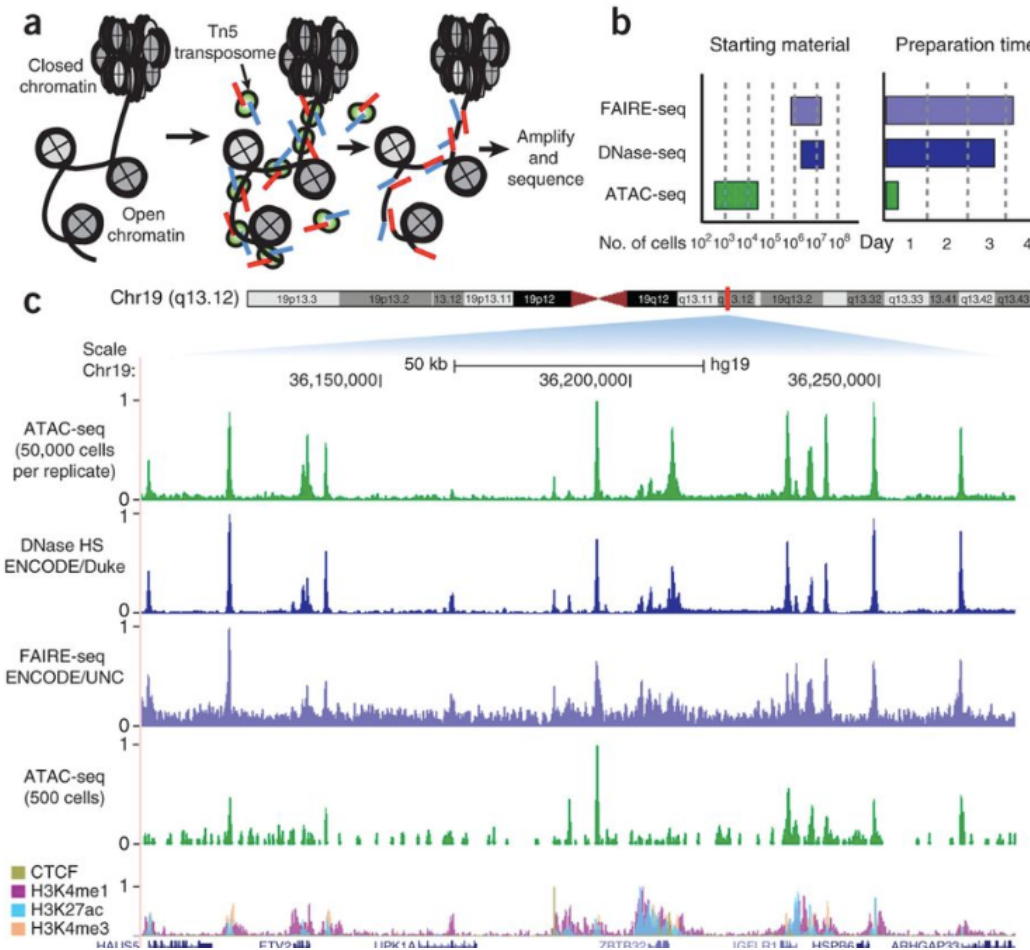 a
Tn5
transposome
Closed
chromatin
Open
chromatin
Amplify
and
sequence
b
Starting material
Preparation time
FAIRE-seq
DNase-seq
ATAC-seq
No. of cells 10² 10³ 10⁴ 10⁵ 10⁶ 10⁷ 10⁸
Day 1 2 3 4
c
Chr19 (q13.12)
19p13.3 19p13.2 13.12 19p13.11 19p12 19q12 q13.11 q13.12 19q13.2 q13.32 q13.33 13.41 q13.42 q13.43
Scale
Chr19:
50 kb hg19
36,150,000 36,200,000 36,250,000
ATAC-seq
(50,000 cells
per replicate)
1
0
DNase HS
ENCODE/Duke
1
0
FAIRE-seq
ENCODE/UNC
1
0
ATAC-seq
(500 cells)
1
0
CTCF
H3K4me1
H3K27ac
H3K4me3
1
HAUS5 ETV2 UPK1A ZBTB32 IGFLR1 HSPB6 ARHGAP33